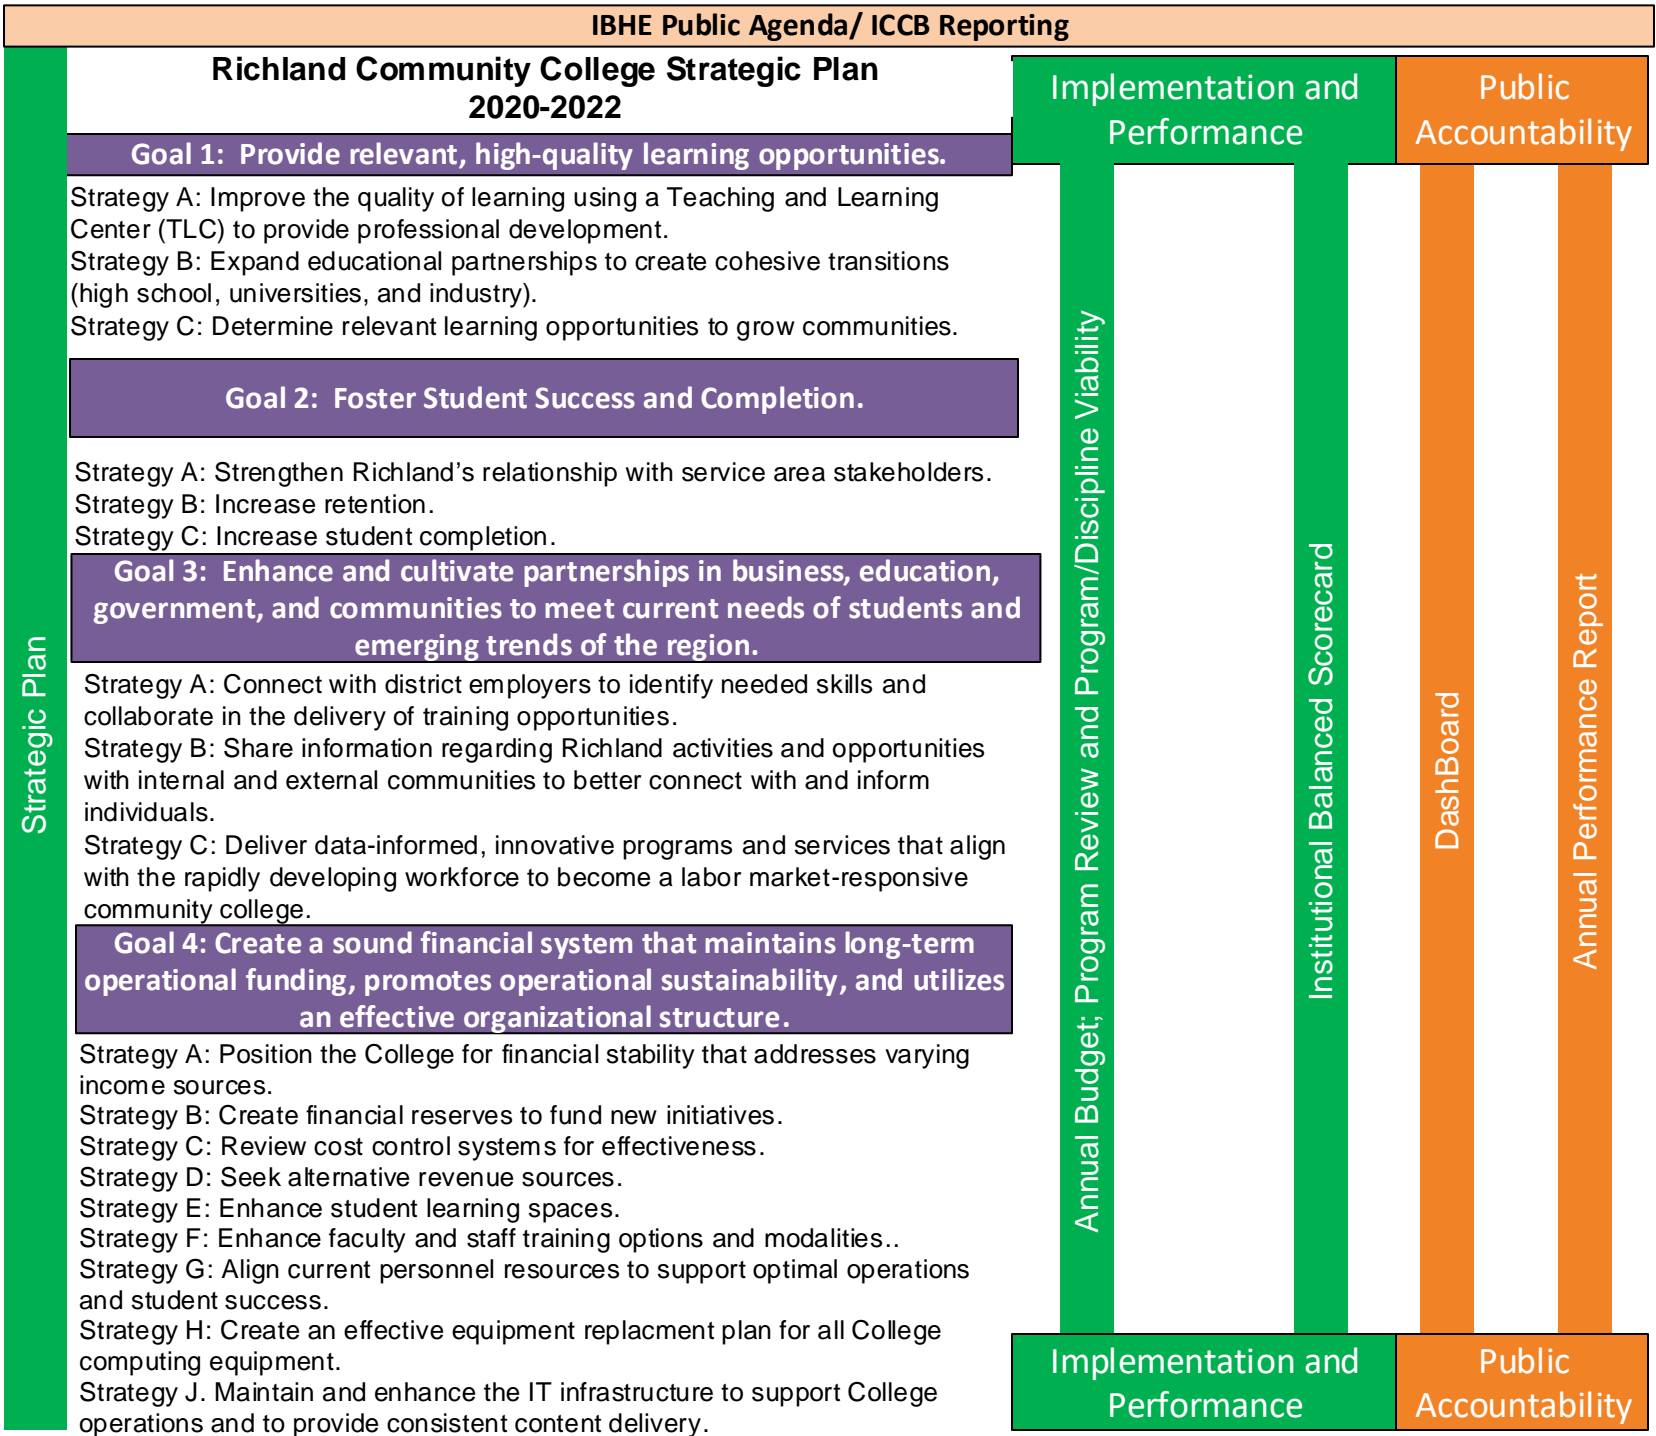 IBHE Public Agenda/ ICCB Reporting
Richland Community College Strategic Plan
2020-2022
Implementation and
Performance
Public
Accountability
Strategic Plan
Goal 1:  Provide relevant, high-quality learning opportunities.
Strategy A: Improve the quality of learning using a Teaching and Learning
Center (TLC) to provide professional development.
Strategy B: Expand educational partnerships to create cohesive transitions
(high school, universities, and industry).
Strategy C: Determine relevant learning opportunities to grow communities.
Goal 2:  Foster Student Success and Completion.
Strategy A: Strengthen Richland’s relationship with service area stakeholders.
Strategy B: Increase retention.
Strategy C: Increase student completion.
Goal 3:  Enhance and cultivate partnerships in business, education,
government, and communities to meet current needs of students and
emerging trends of the region.
Strategy A: Connect with district employers to identify needed skills and
collaborate in the delivery of training opportunities.
Strategy B: Share information regarding Richland activities and opportunities
with internal and external communities to better connect with and inform
individuals.
Strategy C: Deliver data-informed, innovative programs and services that align
with the rapidly developing workforce to become a labor market-responsive
community college.
Goal 4: Create a sound financial system that maintains long-term
operational funding, promotes operational sustainability, and utilizes
an effective organizational structure.
Strategy A: Position the College for financial stability that addresses varying
income sources.
Strategy B: Create financial reserves to fund new initiatives.
Strategy C: Review cost control systems for effectiveness.
Strategy D: Seek alternative revenue sources.
Strategy E: Enhance student learning spaces.
Strategy F: Enhance faculty and staff training options and modalities..
Strategy G: Align current personnel resources to support optimal operations
and student success.
Strategy H: Create an effective equipment replacment plan for all College
computing equipment.
Strategy J. Maintain and enhance the IT infrastructure to support College
operations and to provide consistent content delivery.
Annual Budget; Program Review and Program/Discipline Viability
Institutional Balanced Scorecard
DashBoard
Annual Performance Report
Implementation and
Performance
Public
Accountability